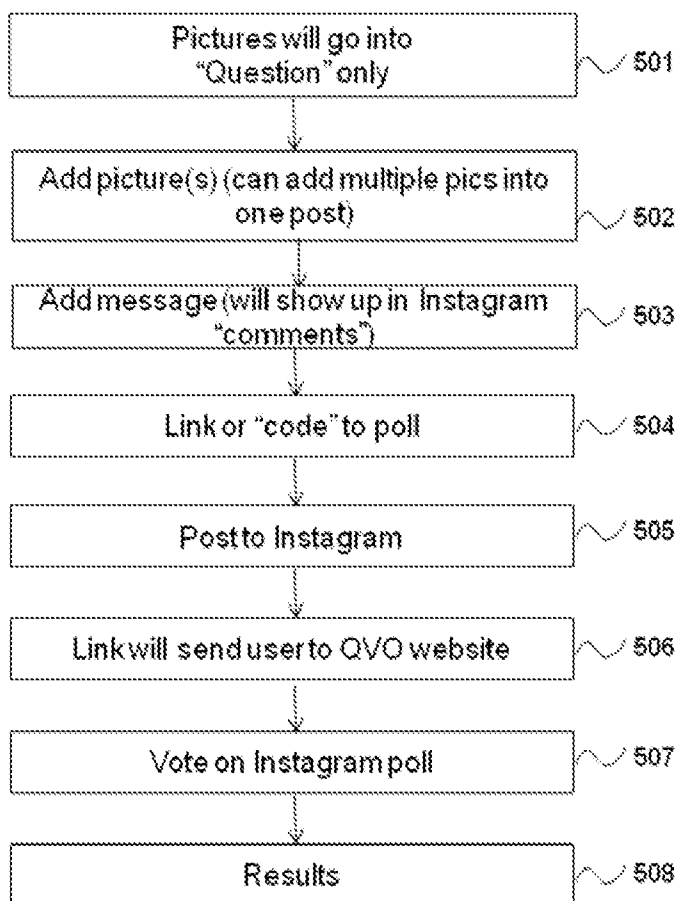 Pictures will go into
"Question" only
501
Add picture(s) (can add multiple pics into
one post)
502
Add message (will show up in Instagram
"comments")
503
Link or "code" to poll
504
Post to Instagram
505
Link will send user to QVO website
506
Vote on Instagram poll
507
Results
509